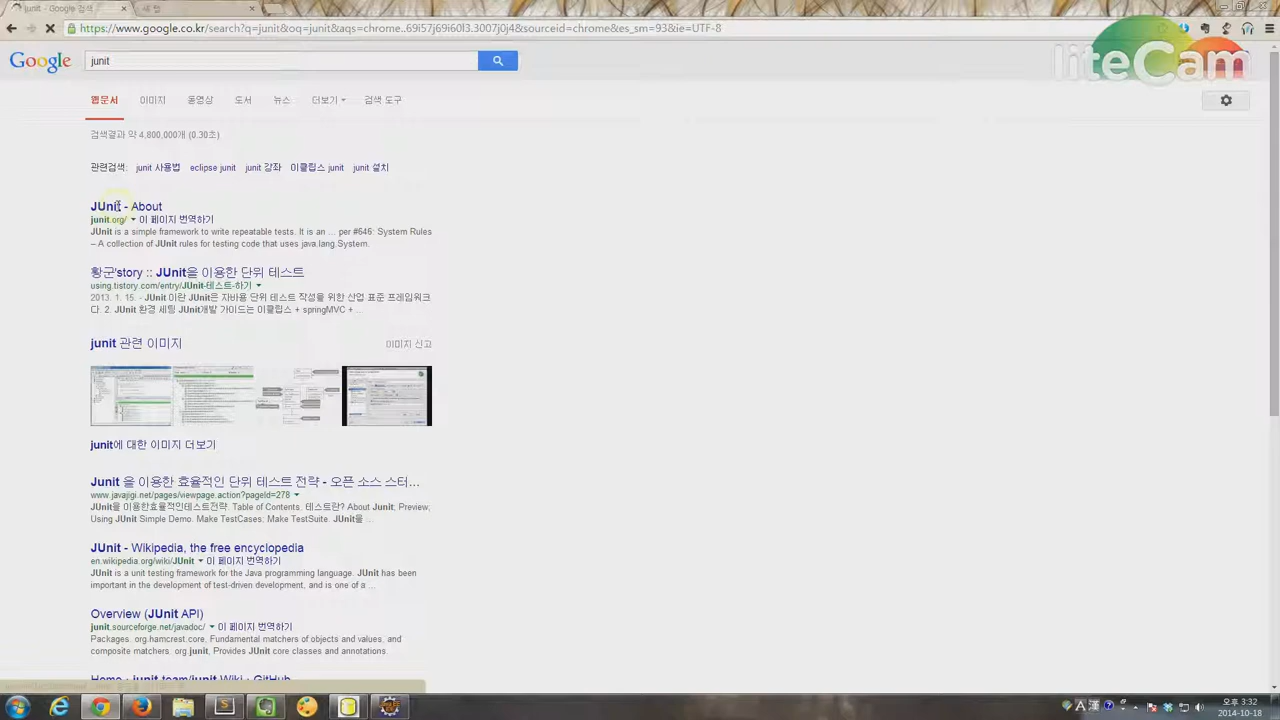 junit - Google 검색
https://www.google.co.kr/search?q=junit&oq=junit&aqs=chrome..69i57j69i60l3.3007j0j4&sourceid=chrome&es_sm=93&ie=UTF-8
liteCam
Google junit
웹문서 이미지 동영상 도서 뉴스 더보기 검색 도구
검색결과 약 4,800,000개 (0.30초)
관련검색: junit 사용법 eclipse junit junit 강좌 이클립스 junit junit 설치
JUnit - About
junit.org/ 이 페이지 번역하기
JUnit is a simple framework to write repeatable tests. It is an ... per #646: System Rules
– A collection of JUnit rules for testing code that uses java.lang.System.
황군'story :: JUnit을 이용한 단위 테스트
using.tistory.com/entry/JUnit-테스트-하기
2013. 1. 15. - JUnit 이란 JUnit은 자바용 단위 테스트 작성을 위한 산업 표준 프레임워크
다. 2. JUnit 환경 세팅 JUnit개발 가이드는 이클립스 + springMVC + ...
junit 관련 이미지 이미지 신고
junit에 대한 이미지 더보기
Junit 을 이용한 효율적인 단위 테스트 전략 - 오픈 소스 스터...
www.javajigi.net/pages/viewpage.action?pageId=278
JUnit을 이용한효율적인테스트전략. Table of Contents. 테스트란? About Junit; Preview;
Using JUnit Simple Demo. Make TestCases; Make TestSuite. JUnit을 ...
JUnit - Wikipedia, the free encyclopedia
en.wikipedia.org/wiki/JUnit 이 페이지 번역하기
JUnit is a unit testing framework for the Java programming language. JUnit has been
important in the development of test-driven development, and is one of a ...
Overview (JUnit API)
junit.sourceforge.net/javadoc/ 이 페이지 번역하기
Packages. org.hamcrest.core, Fundamental matchers of objects and values, and
composite matchers. org.junit, Provides JUnit core classes and annotations.
Home · junit-team/junit Wiki · GitHub
A 漢 오후 3:32
2014-10-18